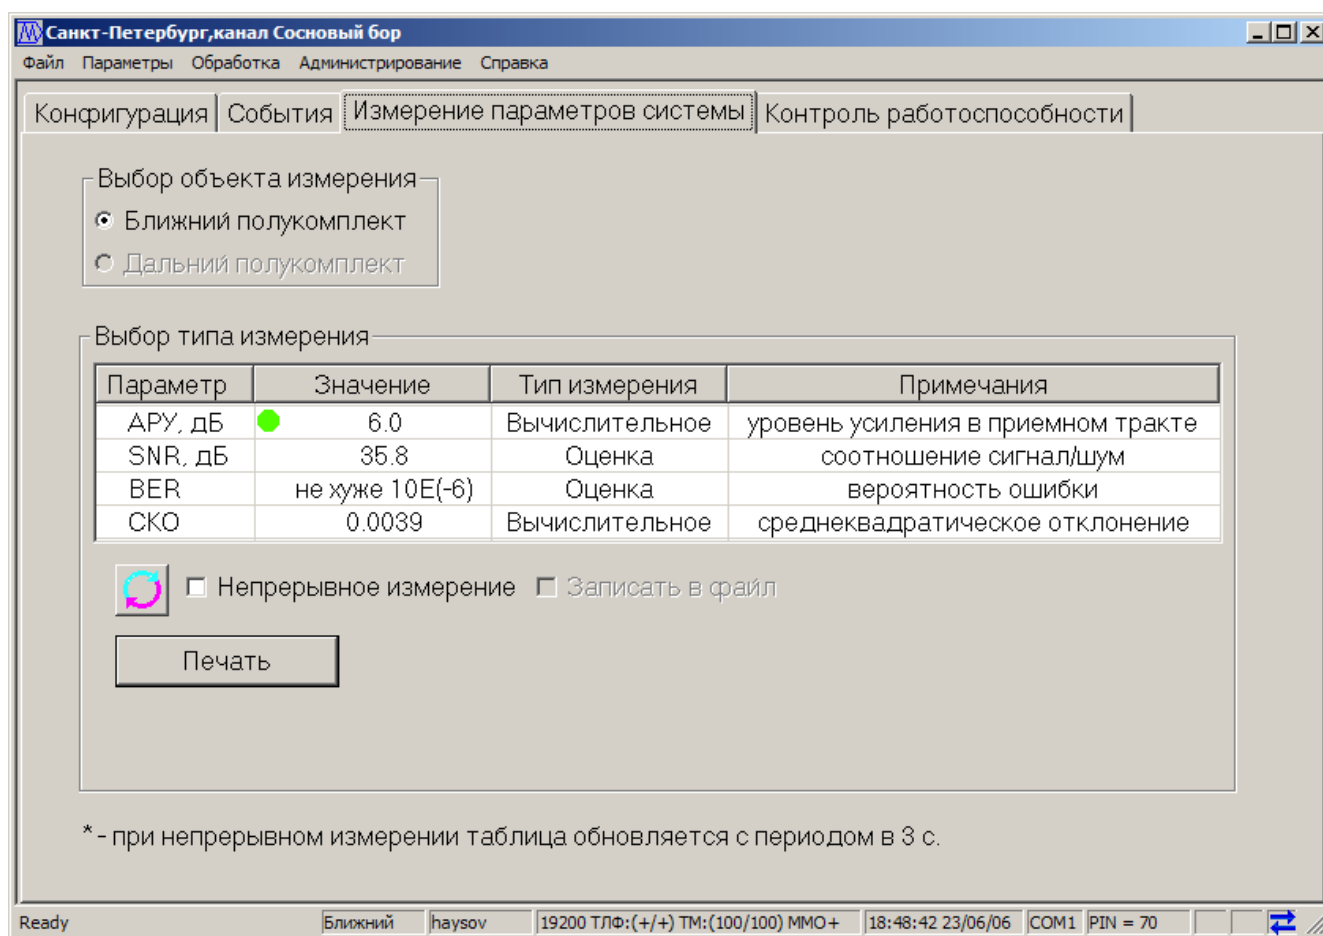 Санкт-Петербург,канал Сосновый бор
Файл Параметры Обработка Администрирование Справка
Конфигурация События Измерение параметров системы Контроль работоспособности
Выбор объекта измерения
Ближний полукомплект
Дальний полукомплект
Выбор типа измерения
Параметр Значение Тип измерения Примечания
АРУ, дБ 6.0 Вычислительное уровень усиления в приемном тракте
SNR, дБ 35.8 Оценка соотношение сигнал/шум
BER не хуже 10E(-6) Оценка вероятность ошибки
СКО 0.0039 Вычислительное среднеквадратическое отклонение
Непрерывное измерение Записать в файл
Печать
* - при непрерывном измерении таблица обновляется с периодом в 3 с.
Ready Ближний haysov 19200 ТЛФ:(+/+) ТМ:(100/100) ММО+ 18:48:42 23/06/06 COM1 PIN = 70